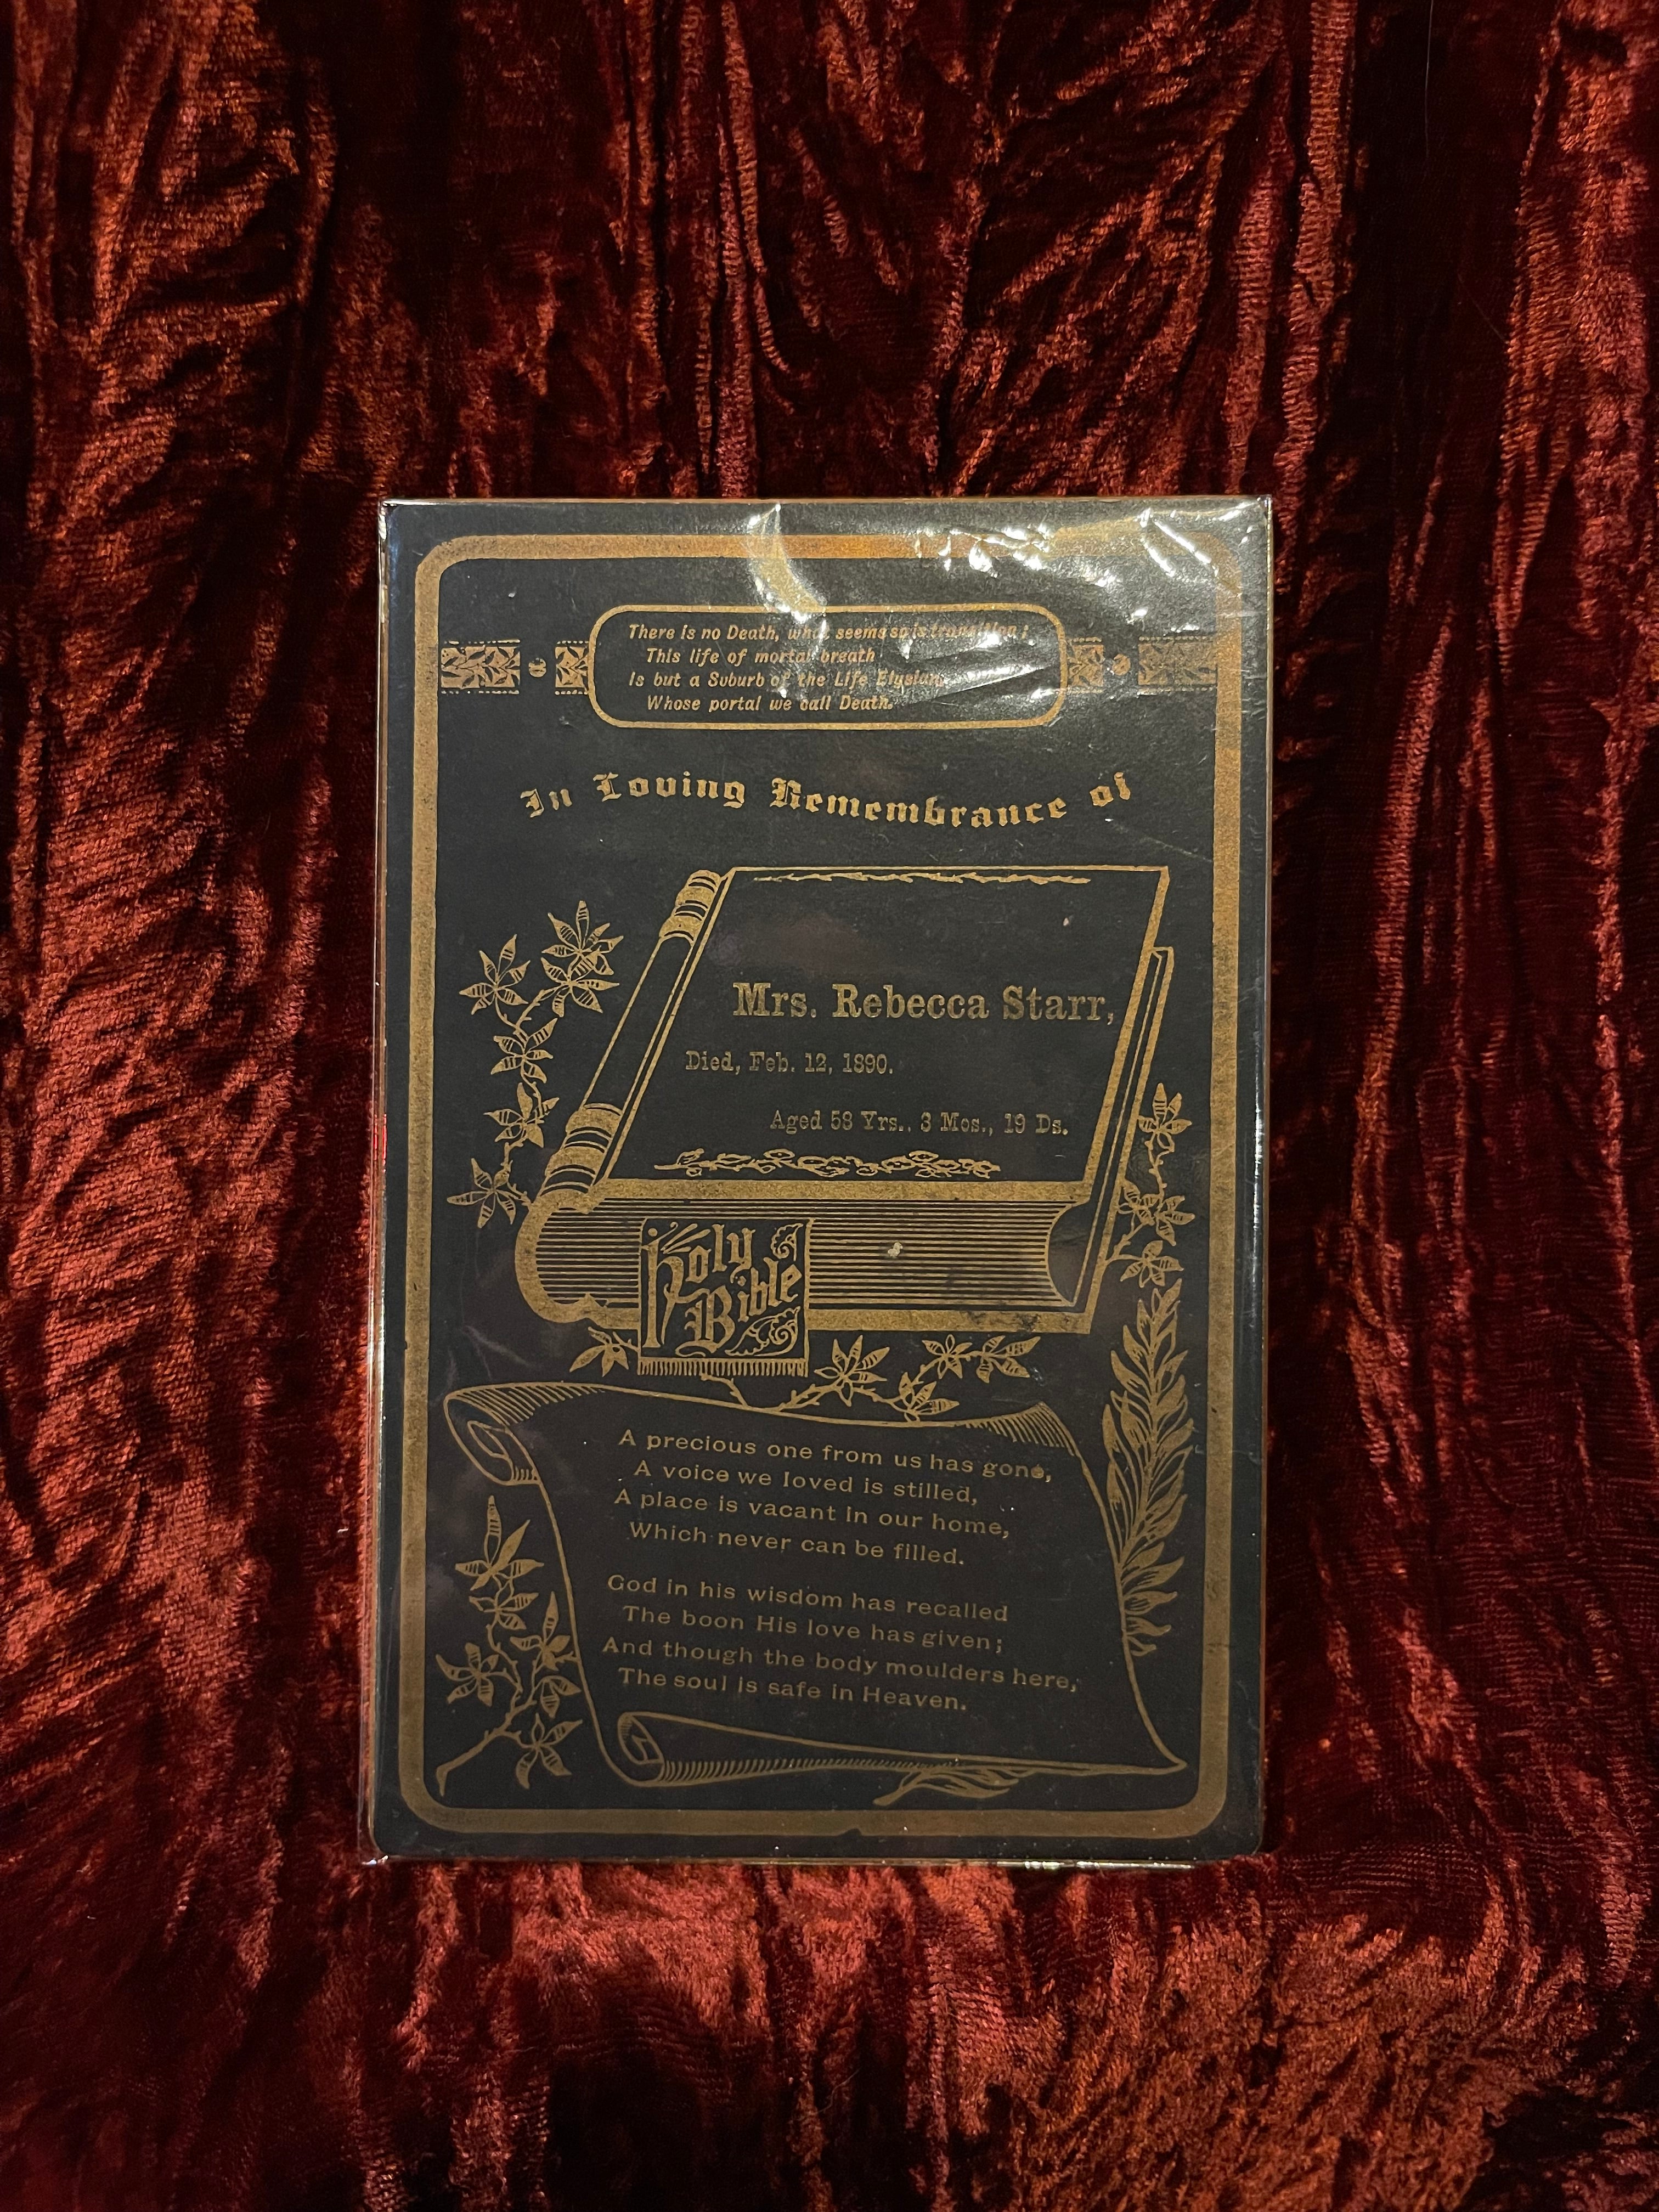 There is no Death, what seems so is transition;
This life of mortal breath
Is but a Suburb of the Life Elysian,
Whose portal we call Death.
In Loving Remembrance of
Mrs. Rebecca Starr,
Died, Feb. 12, 1890.
Aged 58 Yrs., 3 Mos., 19 Ds.
Holy
Bible
A precious one from us has gone,
A voice we loved is stilled,
A place is vacant in our home,
Which never can be filled.
God in his wisdom has recalled
The boon His love has given;
And though the body moulders here,
The soul is safe in Heaven.